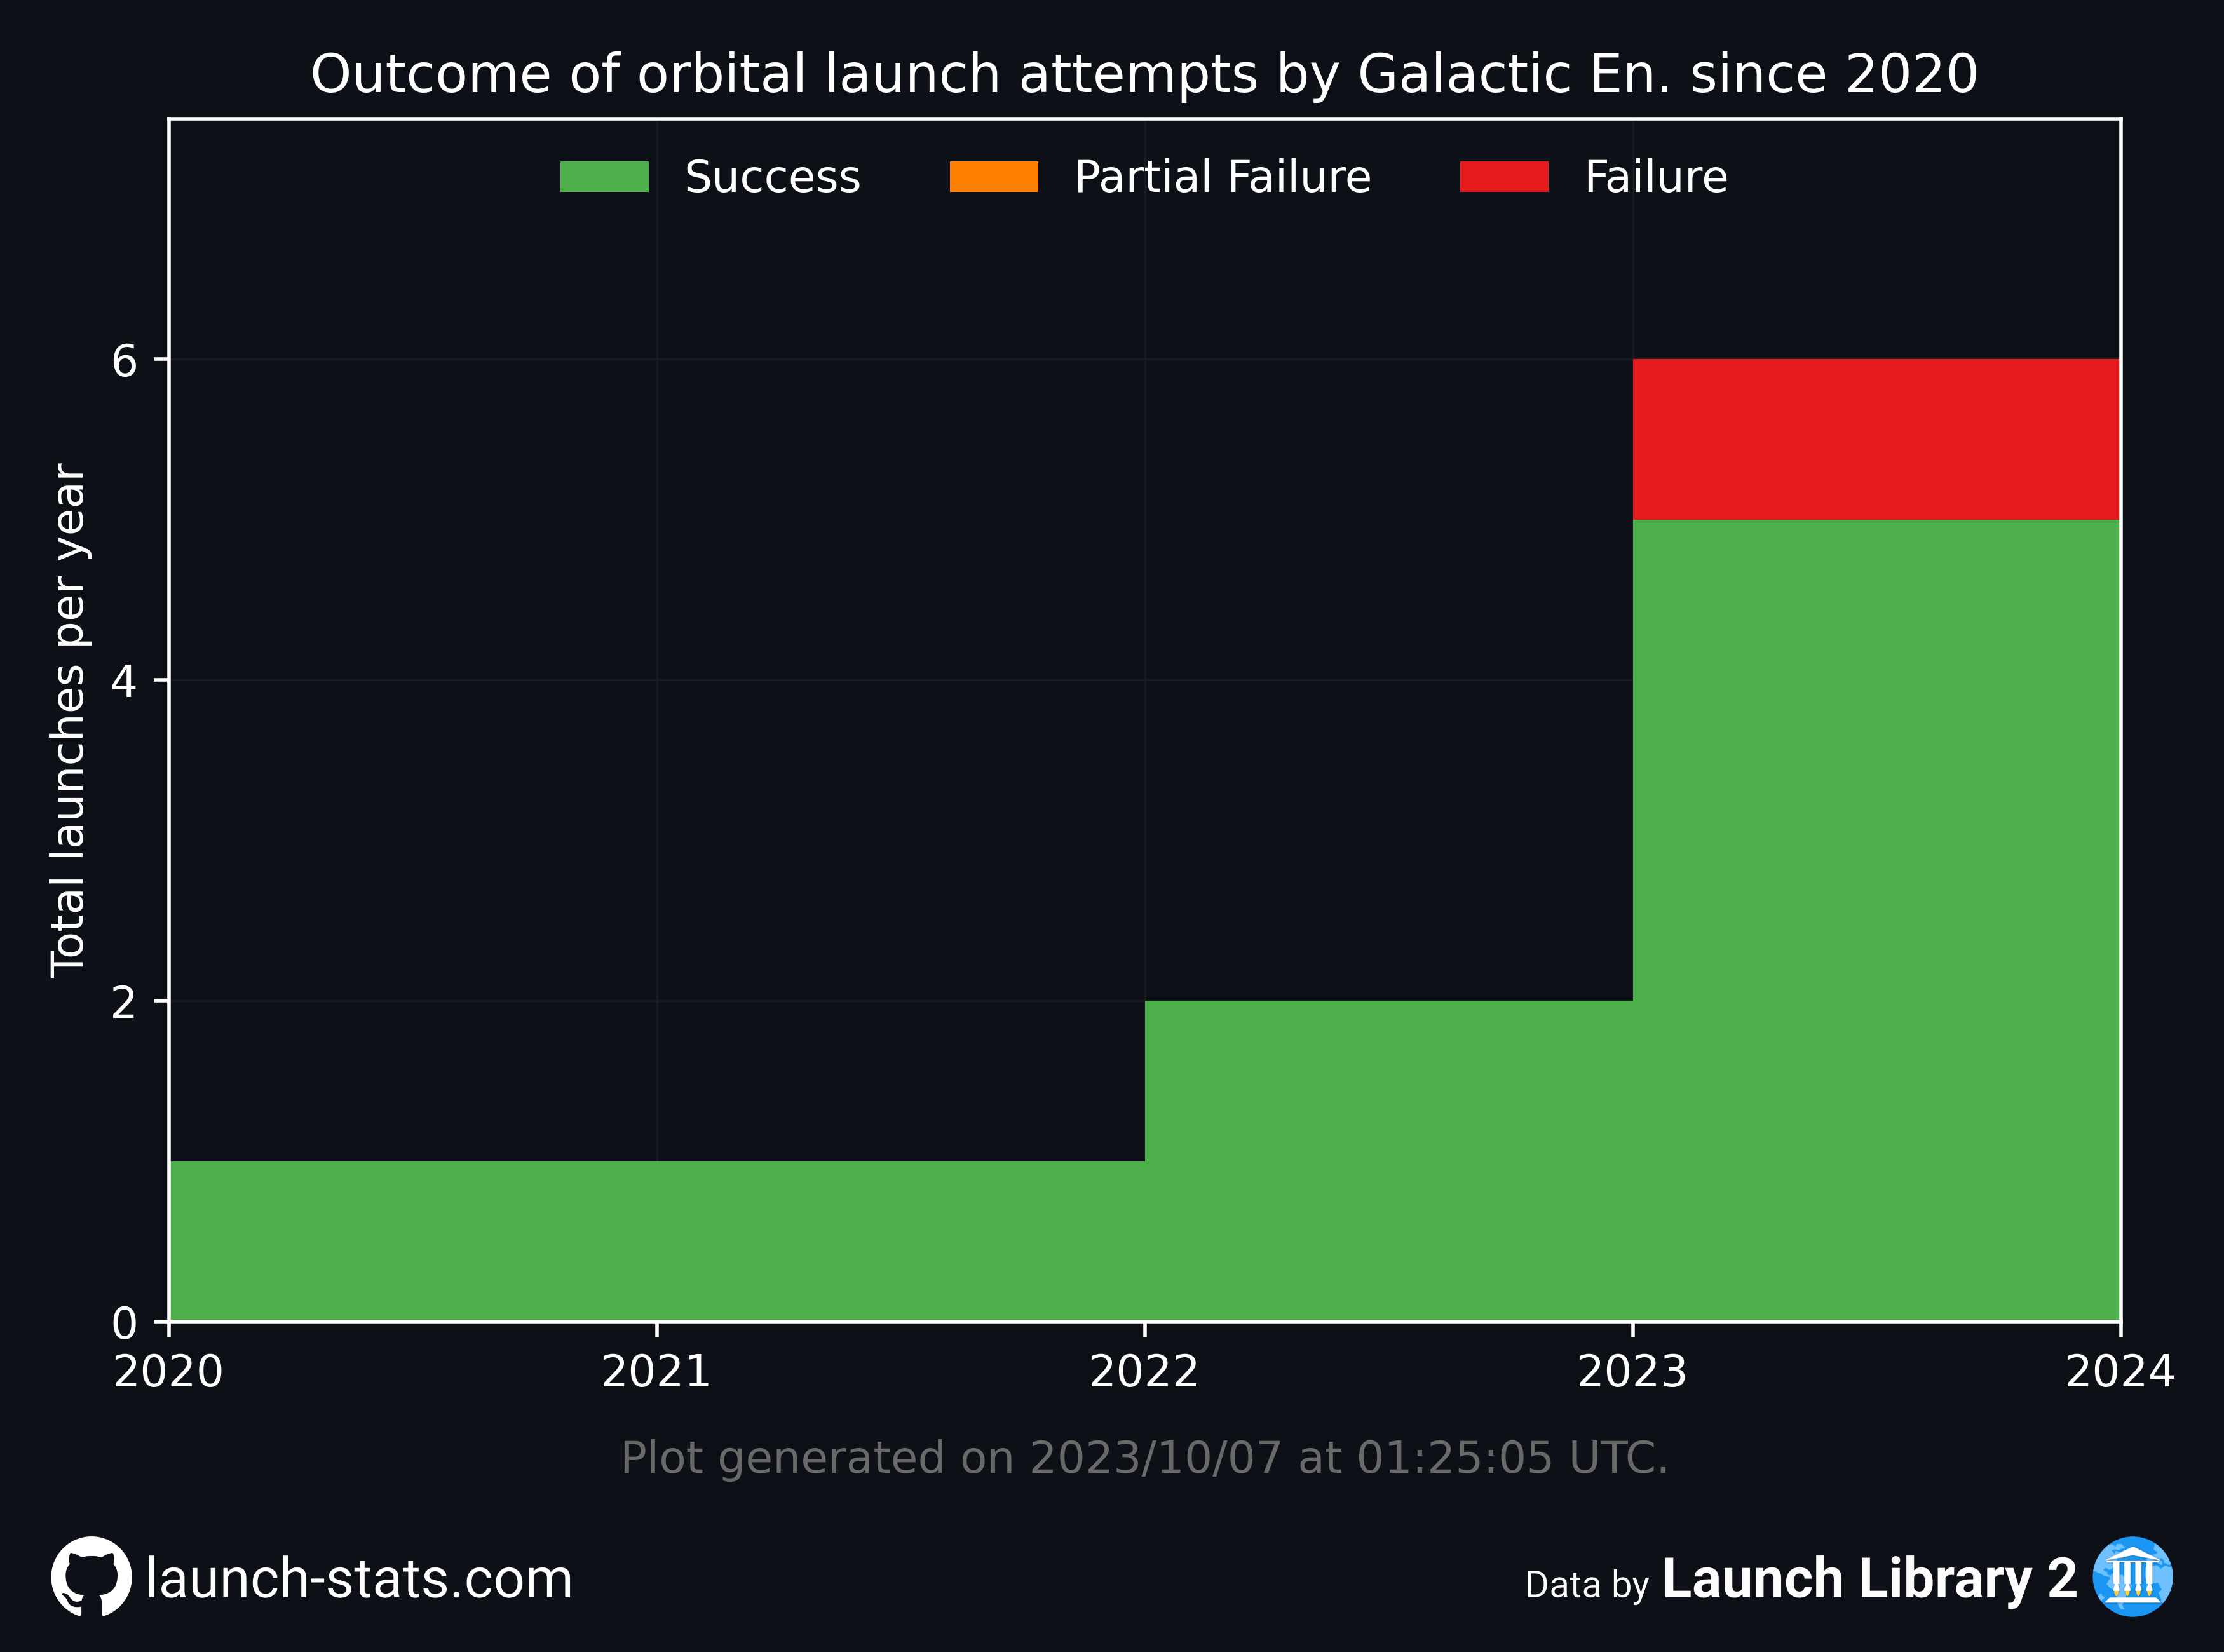 Outcome of orbital launch attempts by Galactic En. since 2020
Success Partial Failure Failure
Total launches per year
6
4
2
0
2020 2021 2022 2023 2024
Plot generated on 2023/10/07 at 01:25:05 UTC.
launch-stats.com
Data by Launch Library 2